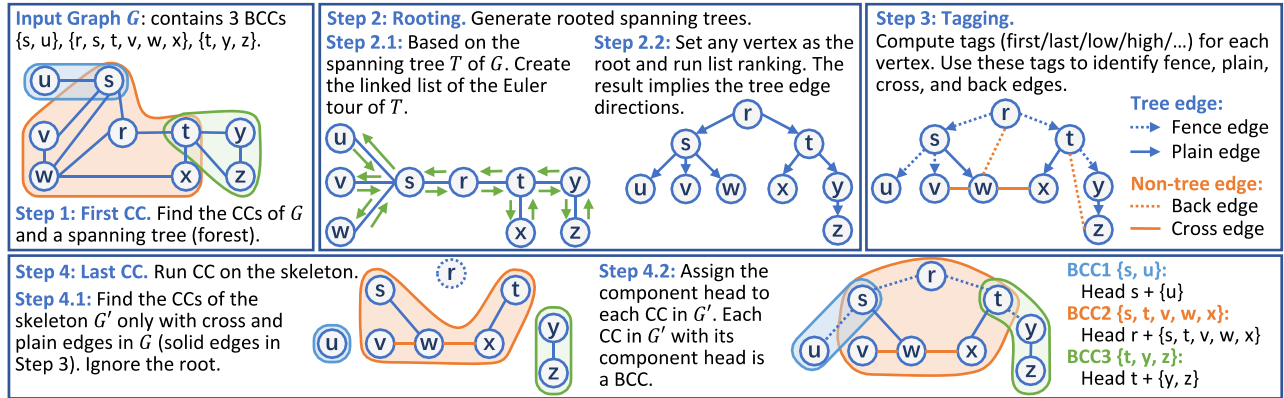 Input Graph G: contains 3 BCCs
{s, u}, {r, s, t, v, w, x}, {t, y, z}.
u
s
v
r
t
y
w
x
z
Step 1: First CC. Find the CCs of G
and a spanning tree (forest).
Step 2: Rooting. Generate rooted spanning trees.
Step 2.1: Based on the
spanning tree T of G. Create
the linked list of the Euler
tour of T.
u
v
s
r
t
y
w
x
z
Step 2.2: Set any vertex as the
root and run list ranking. The
result implies the tree edge
directions.
r
s
t
u
v
w
x
y
z
Step 3: Tagging.
Compute tags (first/last/low/high/...) for each
vertex. Use these tags to identify fence, plain,
cross, and back edges.
r
s
t
u
v
w
x
y
z
Tree edge:
Fence edge
Plain edge
Non-tree edge:
Back edge
Cross edge
Step 4: Last CC. Run CC on the skeleton.
Step 4.1: Find the CCs of the
skeleton G′ only with cross and
plain edges in G (solid edges in
Step 3). Ignore the root.
r
s
t
u
v
w
x
y
z
Step 4.2: Assign the
component head to
each CC in G′. Each
CC in G′ with its
component head is
a BCC.
r
s
t
u
v
w
x
y
z
BCC1 {s, u}:
Head s + {u}
BCC2 {s, t, v, w, x}:
Head r + {s, t, v, w, x}
BCC3 {t, y, z}:
Head t + {y, z}